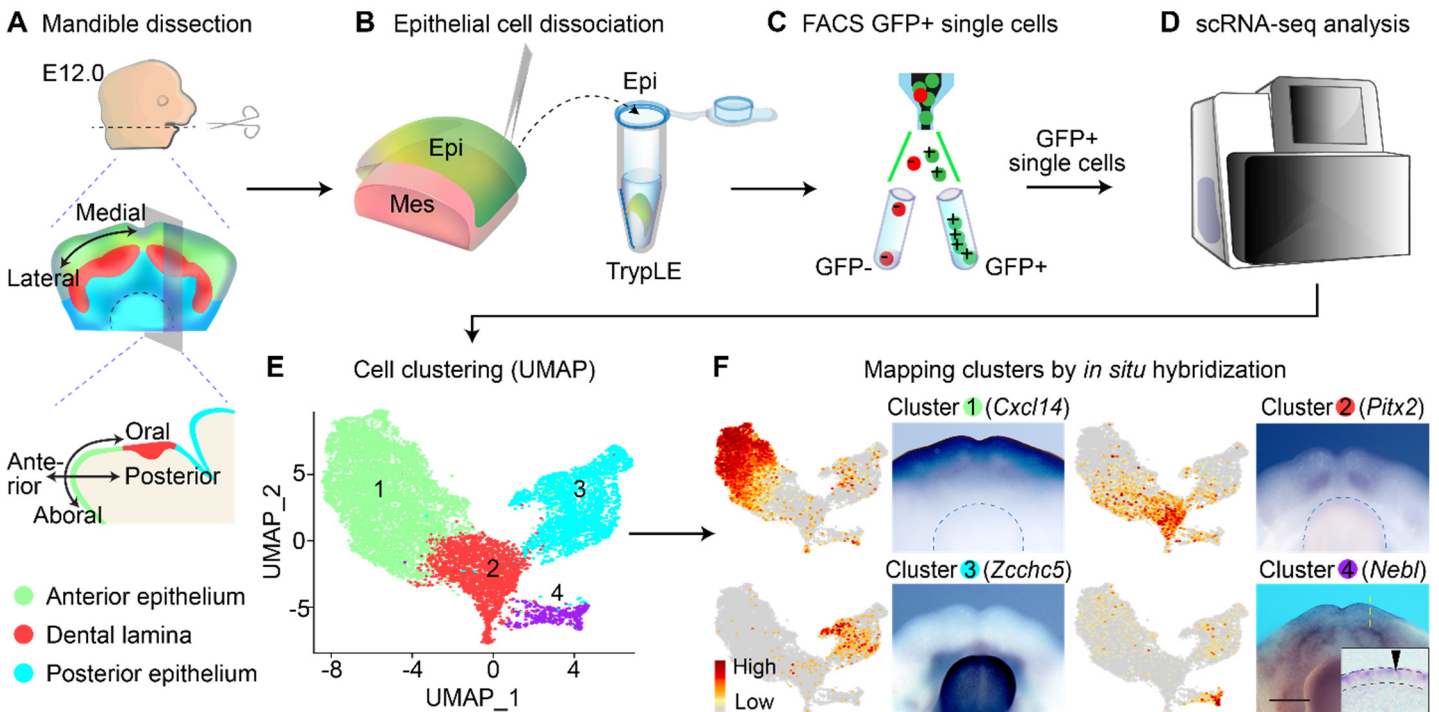 A Mandible dissection
E12.0
Medial
Lateral
Oral
Ante-
rior
Posterior
Aboral
Anterior epithelium
Dental lamina
Posterior epithelium
B Epithelial cell dissociation
Epi
Epi
Mes
TrypLE
C FACS GFP+ single cells
-
+
+
-
-
+
+
+
+
+
GFP-
GFP+
GFP+
single cells
D scRNA-seq analysis
E Cell clustering (UMAP)
UMAP_2
5
0
-5
1
2
3
4
-8
-4
0
4
UMAP_1
F Mapping clusters by in situ hybridization
Cluster 1 (Cxcl14)
Cluster 2 (Pitx2)
Cluster 3 (Zcchc5)
Cluster 4 (Nebl)
High
Low